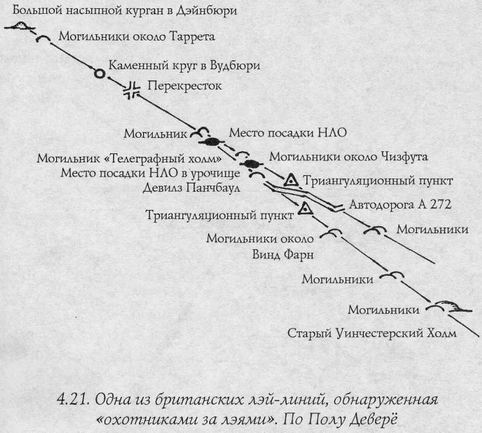 Большой насыпной курган в Дэйнбюри
Могильники около Таррета
Каменный круг в Вудбюри
Перекресток
Могильник
Место посадки НЛО
Могильник «Телеграфный холм»
Могильники около Чизфута
Место посадки НЛО в урочище
Девилз Панчбаул
Триангуляционный пункт
Автодорога А 272
Триангуляционный пункт
Могильники
Могильники около
Винд Фарн
Могильники
Могильники
Старый Уинчестерский Холм
4.21. Одна из британских лэй-линий, обнаруженная
«охотниками за лэями». По Полу Деверё